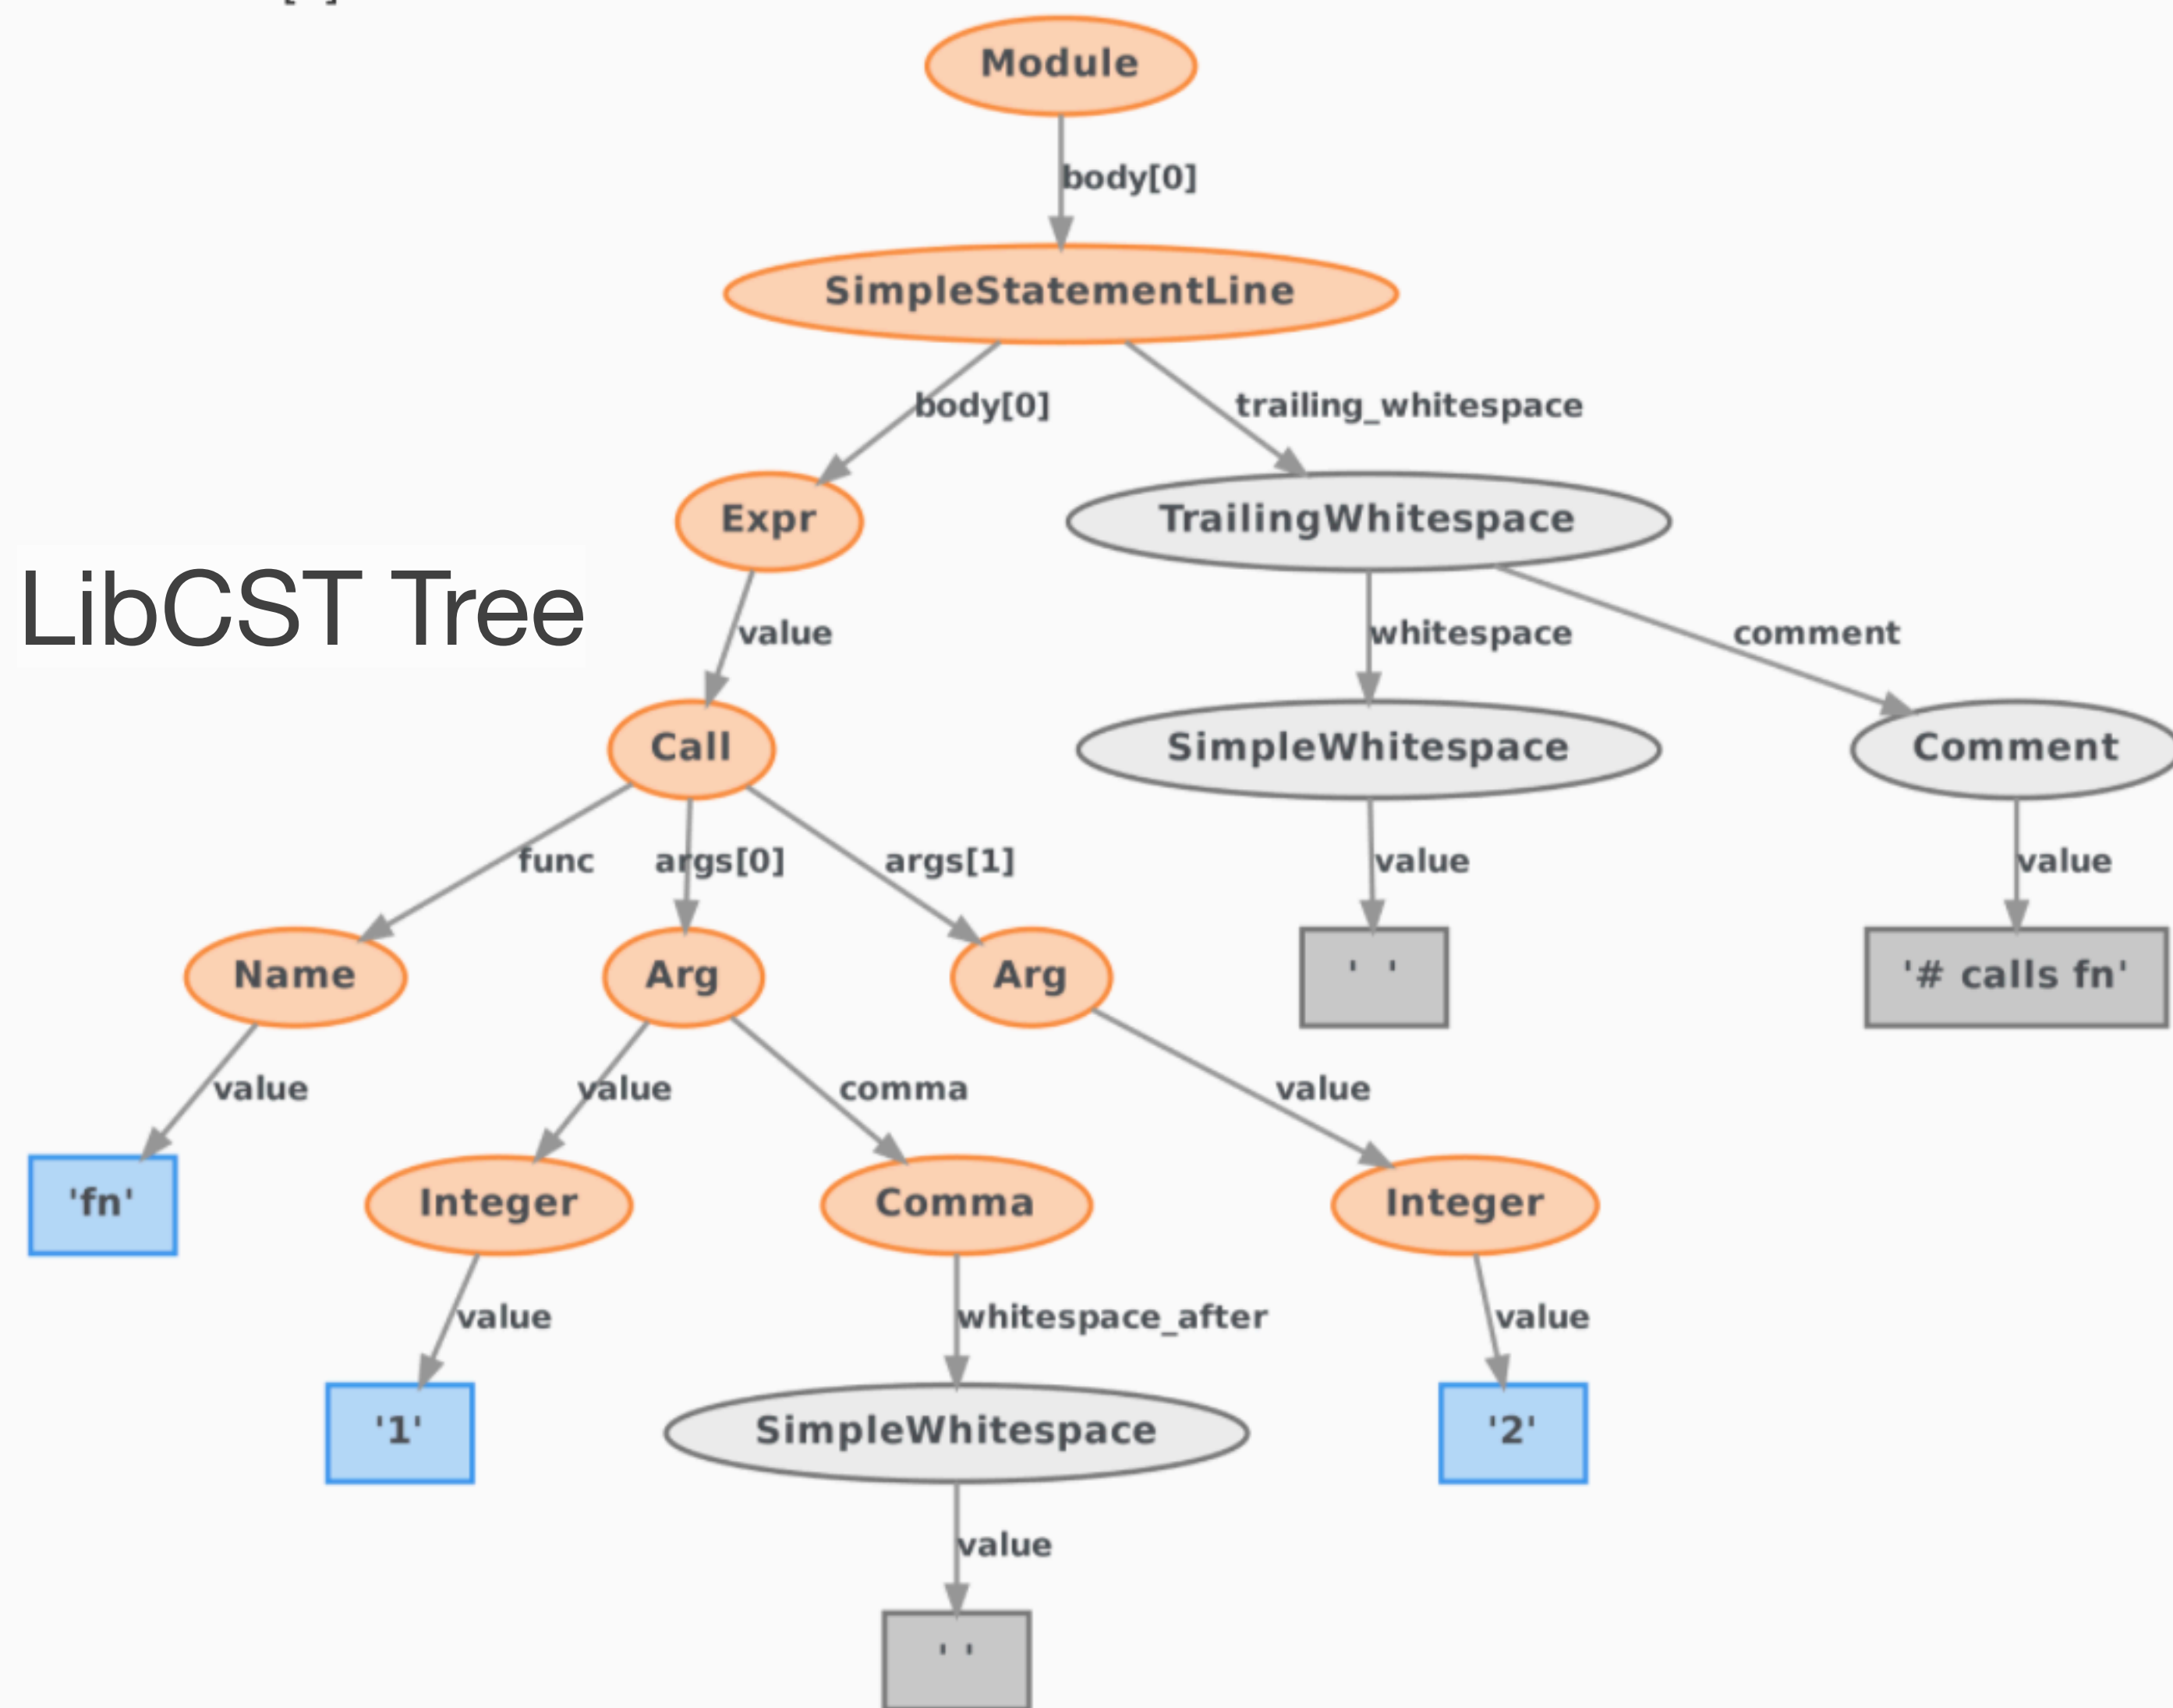 Module
body[0]
SimpleStatementLine
body[0] trailing_whitespace
Expr TrailingWhitespace
LibCST Tree
value whitespace comment
Call SimpleWhitespace Comment
func args[0] args[1] value value
Name Arg Arg '  ' '# calls fn'
value value comma value
'fn' Integer Comma Integer
value whitespace_after value
'1' SimpleWhitespace '2'
value
' '